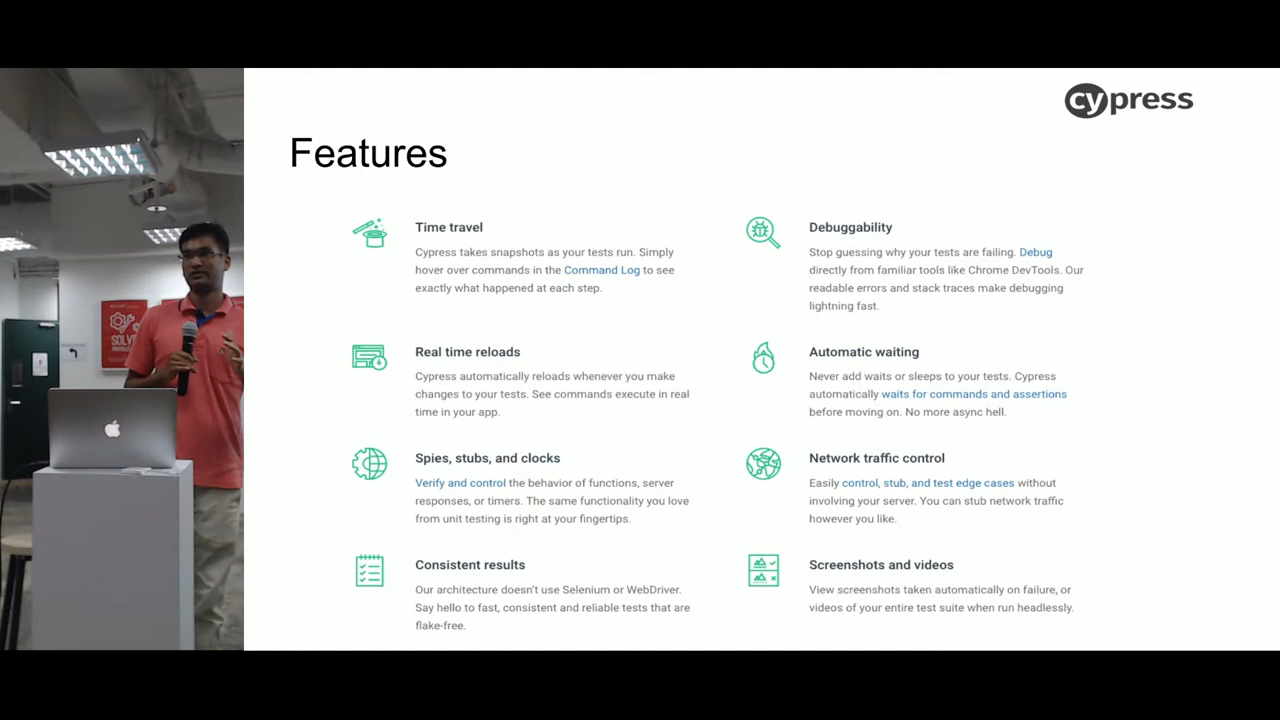 cypress
Features
Time travel
Cypress takes snapshots as your tests run. Simply
hover over commands in the Command Log to see
exactly what happened at each step.
Debuggability
Stop guessing why your tests are failing. Debug
directly from familiar tools like Chrome DevTools. Our
readable errors and stack traces make debugging
lightning fast.
Real time reloads
Cypress automatically reloads whenever you make
changes to your tests. See commands execute in real
time in your app.
Automatic waiting
Never add waits or sleeps to your tests. Cypress
automatically waits for commands and assertions
before moving on. No more async hell.
Spies, stubs, and clocks
Verify and control the behavior of functions, server
responses, or timers. The same functionality you love
from unit testing is right at your fingertips.
Network traffic control
Easily control, stub, and test edge cases without
involving your server. You can stub network traffic
however you like.
Consistent results
Our architecture doesn't use Selenium or WebDriver.
Say hello to fast, consistent and reliable tests that are
flake-free.
Screenshots and videos
View screenshots taken automatically on failure, or
videos of your entire test suite when run headlessly.